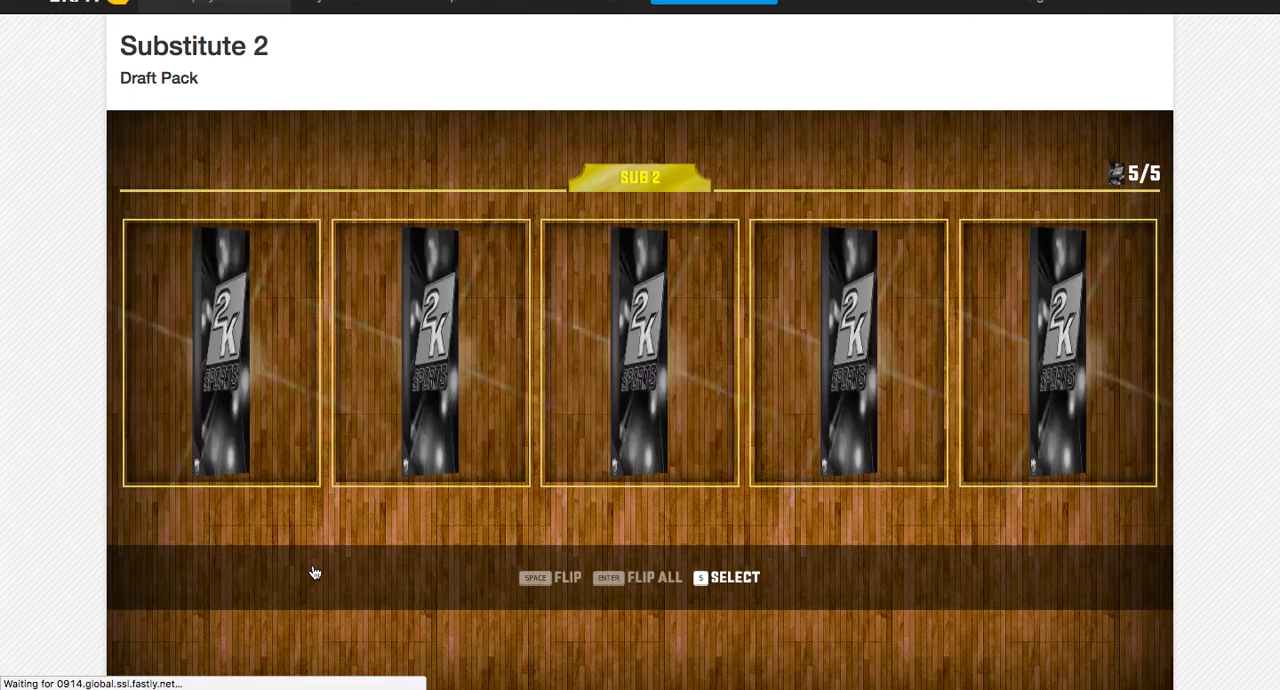 Substitute 2
Draft Pack
SUB 2
5/5
2K SPORTS
2K SPORTS
2K SPORTS
2K SPORTS
2K SPORTS
SPACE FLIP ENTER FLIP ALL S SELECT
Waiting for 0914.global.ssl.fastly.net...